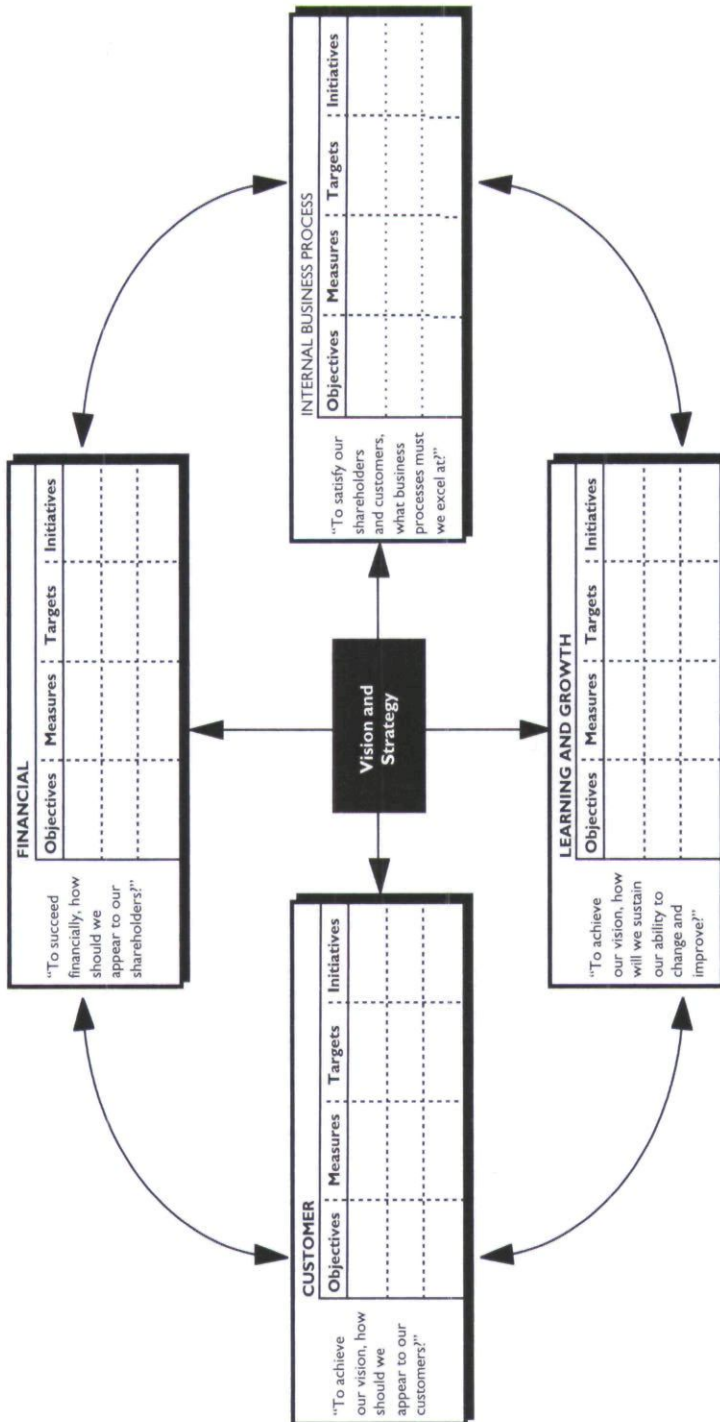 FINANCIAL
"To succeed
financially, how
should we
appear to our
shareholders?"
Objectives Measures Targets Initiatives
CUSTOMER
"To achieve
our vision, how
should we
appear to our
customers?"
Objectives Measures Targets Initiatives
Vision and
Strategy
INTERNAL BUSINESS PROCESS
"To satisfy our
shareholders
and customers,
what business
processes must
we excel at?"
Objectives Measures Targets Initiatives
LEARNING AND GROWTH
"To achieve
our vision, how
will we sustain
our ability to
change and
improve?"
Objectives Measures Targets Initiatives